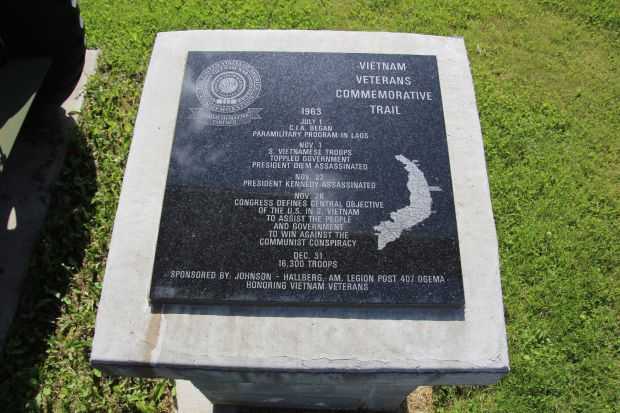 VIETNAM
VETERANS
COMMEMORATIVE
TRAIL
1963
JULY 1
C.I.A. BEGAN
PARAMILITARY PROGRAM IN LAOS
NOV. 1
S. VIETNAMESE TROOPS
TOPPLED GOVERNMENT
PRESIDENT DIEM ASSASSINATED
NOV. 22
PRESIDENT KENNEDY ASSASSINATED
NOV. 26
CONGRESS DEFINES CENTRAL OBJECTIVE
OF THE U.S. IN S. VIETNAM
TO ASSIST THE PEOPLE
AND GOVERNMENT
TO WIN AGAINST THE
COMMUNIST CONSPIRACY
DEC. 31
16,300 TROOPS
SPONSORED BY: JOHNSON - HALLBERG, AM. LEGION POST 407 OGEMA
HONORING VIETNAM VETERANS